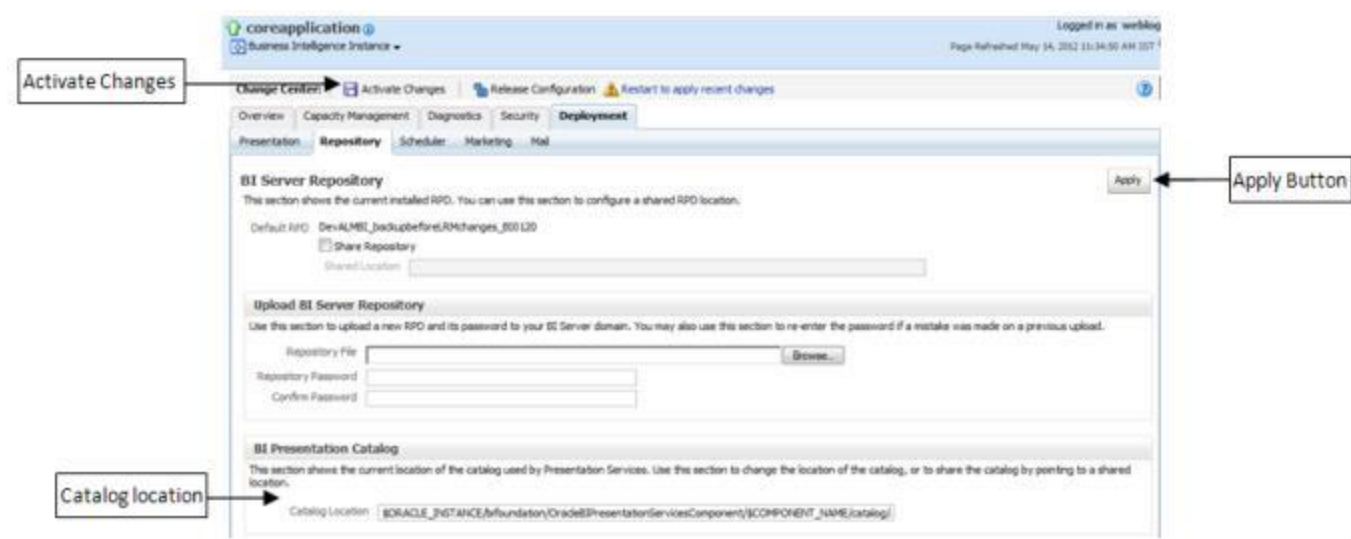 coreapplication
Logged in as weblog
Business Intelligence Instance
Page Refreshed May 14, 2012 11:34:50 AM IST
Activate Changes
Change Center: Activate Changes Release Configuration Restart to apply recent changes
Overview Capacity Management Diagnostics Security Deployment
Presentation Repository Scheduler Marketing Mail
BI Server Repository
Apply
Apply Button
This section shows the current installed RPD. You can use this section to configure a shared RPD location.
Default RPD DevALMBI_backupbeforeLRMchanges_BI0120
Share Repository
Shared Location
Upload BI Server Repository
Use this section to upload a new RPD and its password to your BI Server domain. You may also use this section to re-enter the password if a mistake was made on a previous upload.
Repository File Browse...
Repository Password
Confirm Password
BI Presentation Catalog
This section shows the current location of the catalog used by Presentation Services. Use this section to change the location of the catalog, or to share the catalog by pointing to a shared
location.
Catalog location
Catalog Location $ORACLE_INSTANCE/bifoundation/OracleBIPresentationServicesComponent/$COMPONENT_NAME/catalog/